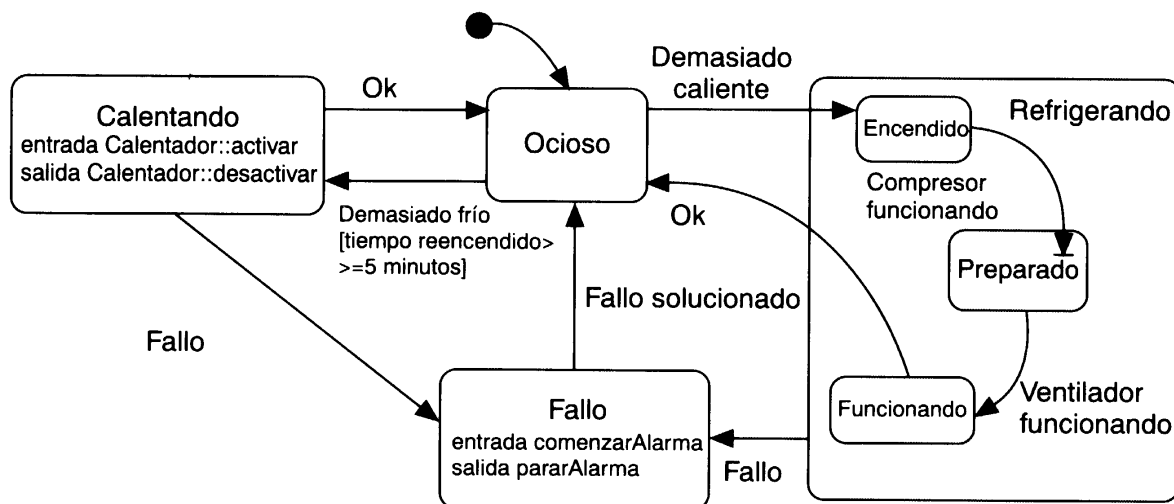 Calentando
entrada Calentador::activar
salida Calentador::desactivar
Ok
Ocioso
Demasiado
caliente
Refrigerando
Encendido
Compresor
funcionando
Preparado
Ventilador
funcionando
Funcionando
Ok
Demasiado frío
[tiempo reencendido>
>=5 minutos]
Fallo solucionado
Fallo
Fallo
entrada comenzarAlarma
salida pararAlarma
Fallo